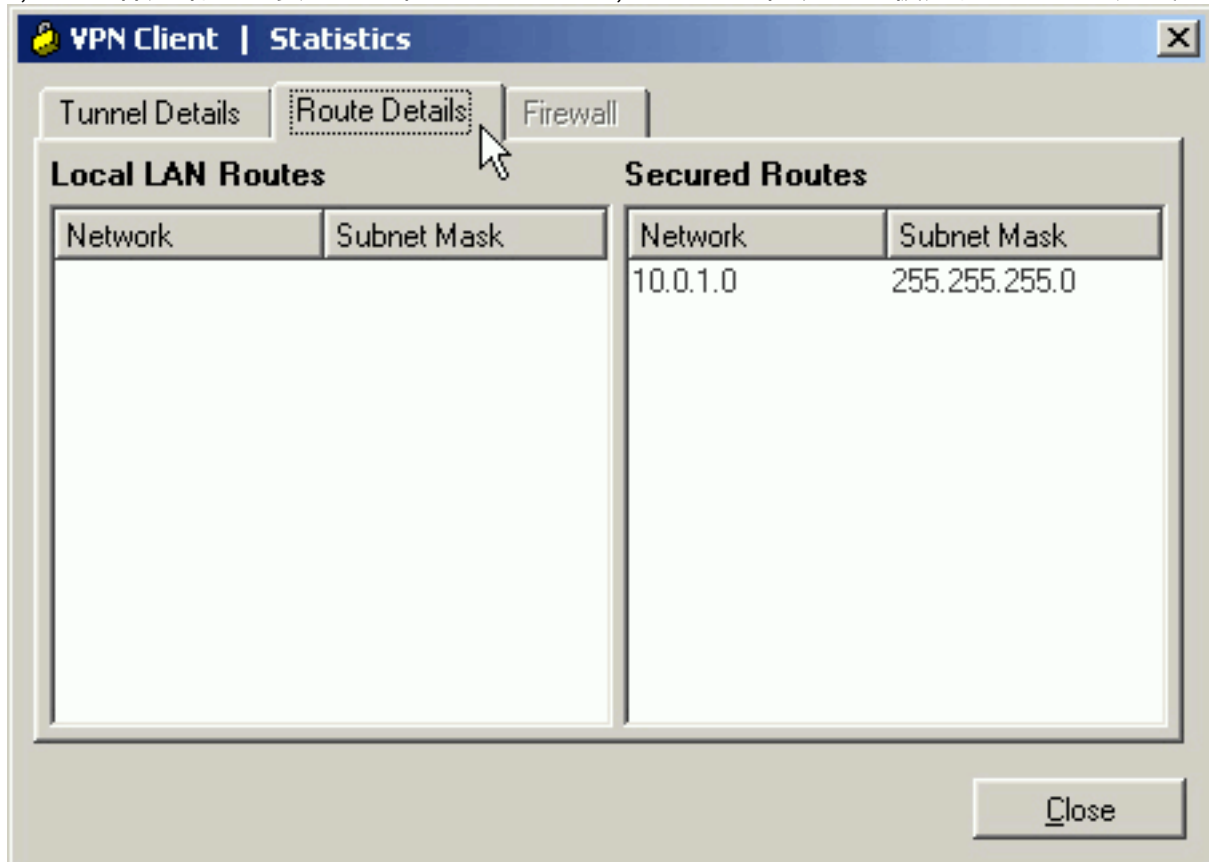 VPN Client | Statistics
Tunnel Details Route Details Firewall
Local LAN Routes Secured Routes
Network Subnet Mask Network Subnet Mask
10.0.1.0 255.255.255.0
Close